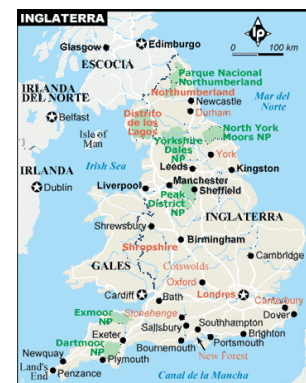 INGLATERRA
lp
0 100 km
Glasgow
Edimburgo
ESCOCIA
Parque Nacional
Northumberland
Northumberland
Mar del
Norte
IRLANDA
DEL NORTE
Newcastle
Durham
Belfast
Distrito
de los
Lagos
Isle of
Man
North York
Moors NP
Yorkshire
Dales
NP
York
Irish Sea
Leeds
Kingston
IRLANDA
Dublin
Liverpool
Manchester
Sheffield
Peak
District
NP
Shrewsbury
INGLATERRA
Shropshire
Birmingham
GALES
Cotswolds
Cambridge
Oxford
Cardiff
Londres
Canterbury
Bath
Dover
Exmoor
NP
Stonehenge
Salisbury
Southampton
Brighton
Exeter
Portsmouth
Dartmoor
NP
Bournemouth
New Forest
Newquay
Plymouth
Land's
End
Penzance
Canal de la Mancha